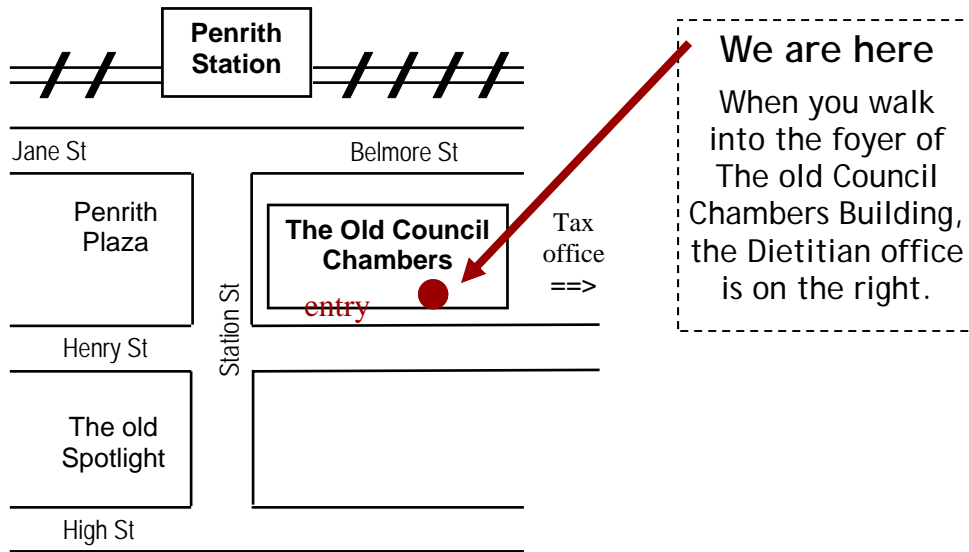 Penrith
Station
We are here
When you walk
into the foyer of
The old Council
Chambers Building,
the Dietitian office
is on the right.
Jane St
Belmore St
Penrith
Plaza
The Old Council
Chambers
entry
Tax
office
==>
Station St
Henry St
The old
Spotlight
High St